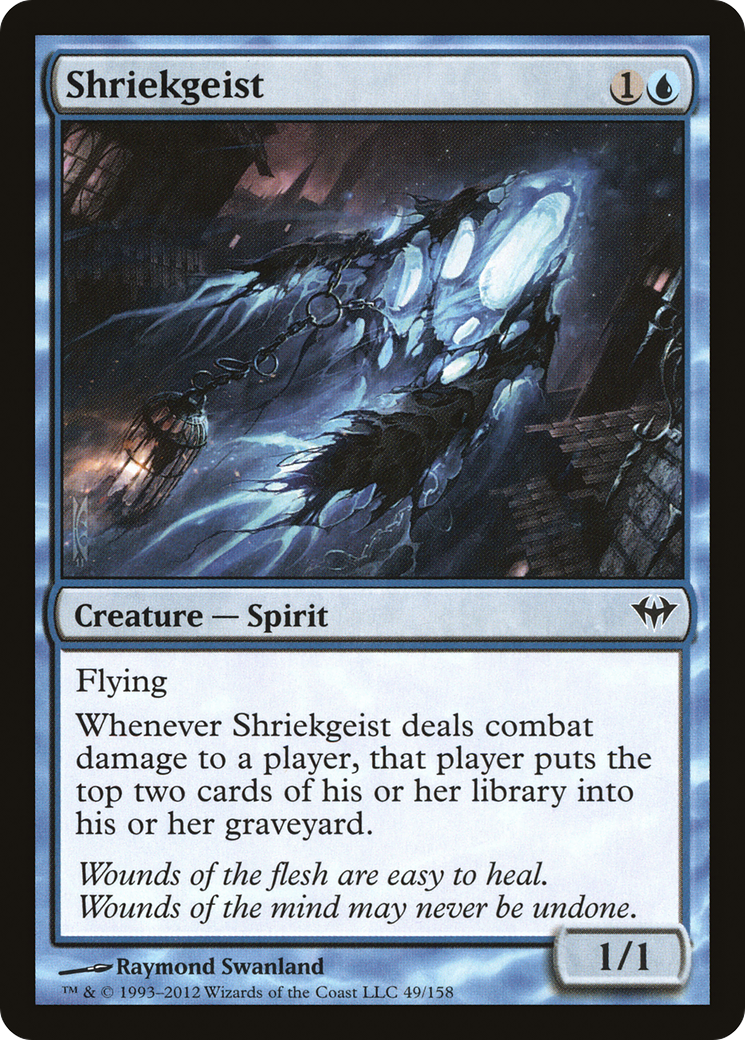 Shriekgeist
1
Creature — Spirit
Flying
Whenever Shriekgeist deals combat
damage to a player, that player puts the
top two cards of his or her library into
his or her graveyard.
Wounds of the flesh are easy to heal.
Wounds of the mind may never be undone.
1/1
Raymond Swanland
™ & © 1993–2012 Wizards of the Coast LLC 49/158